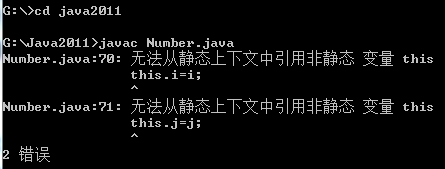 G:\>cd java2011
G:\Java2011>javac Number.java
Number.java:70: 无法从静态上下文中引用非静态 变量 this
this.i=i;
^
Number.java:71: 无法从静态上下文中引用非静态 变量 this
this.j=j;
^
2 错误